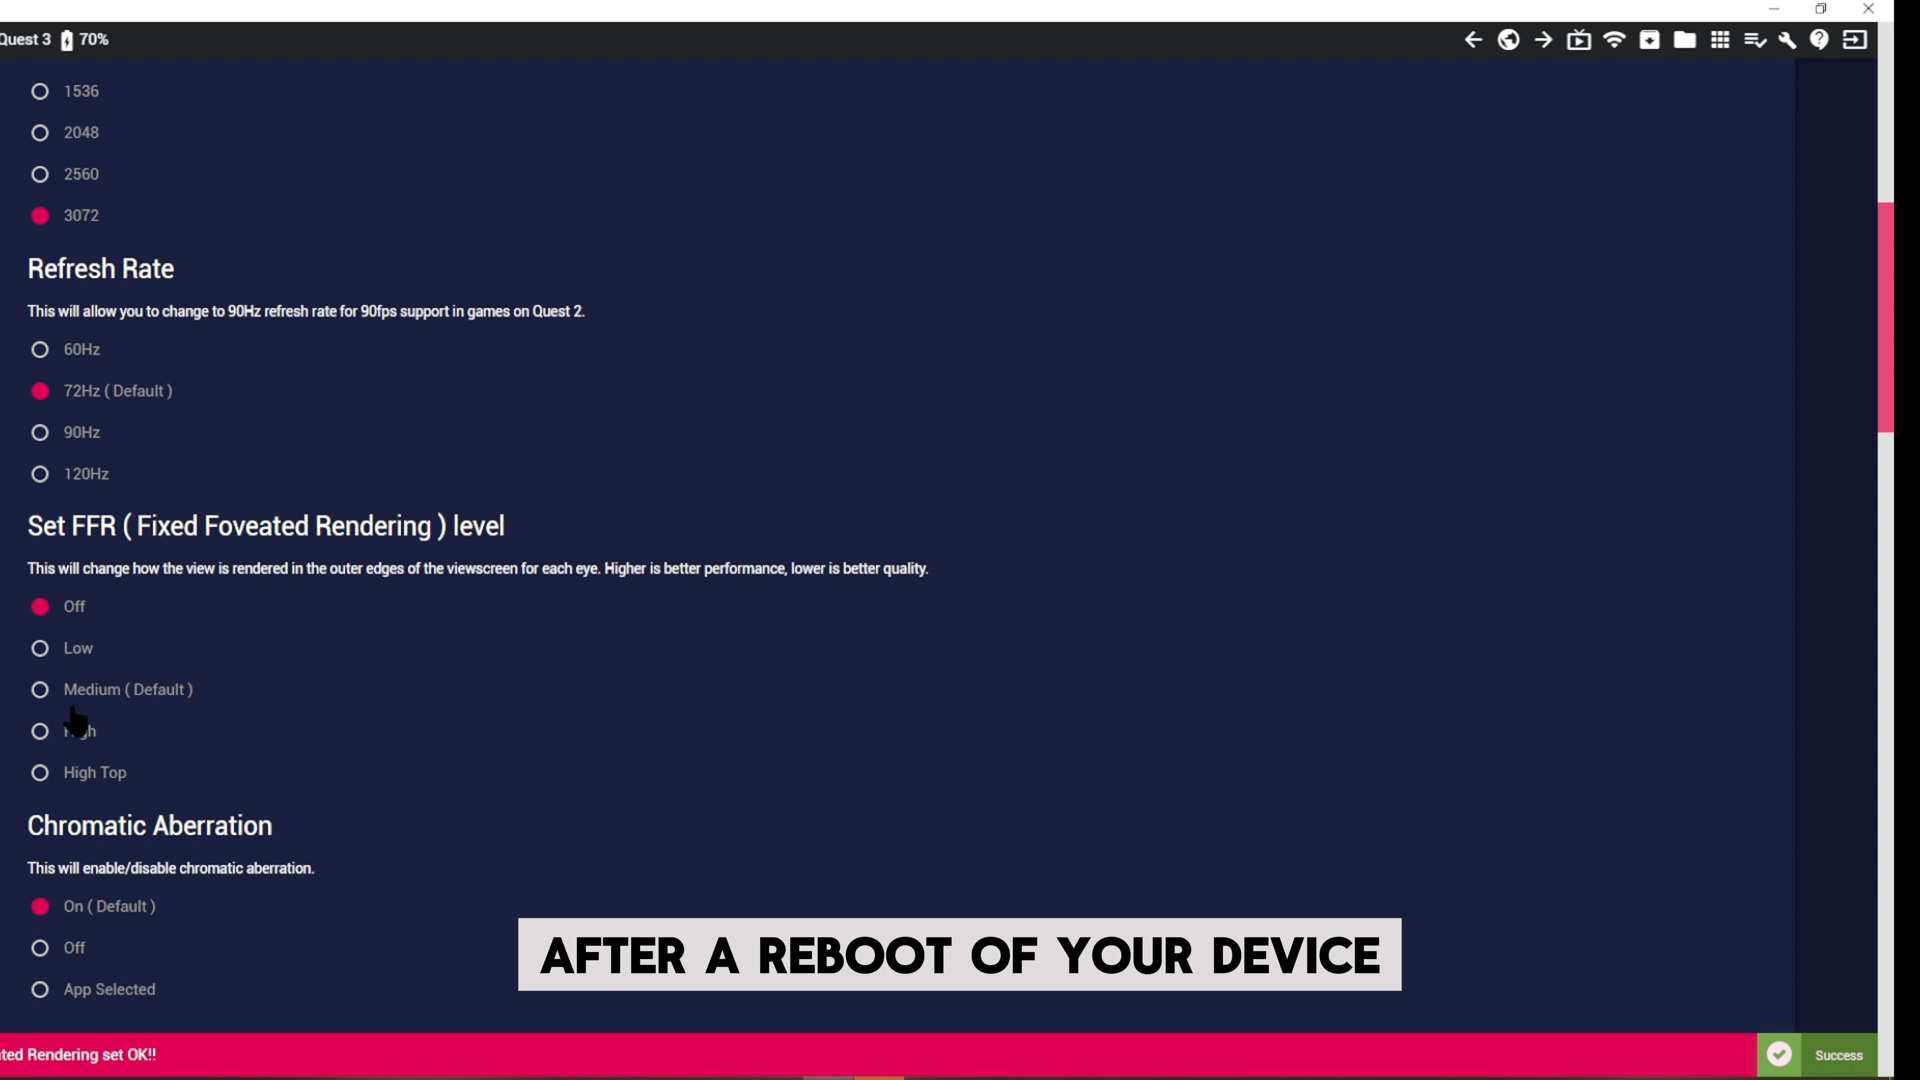 Quest 3 70%
1536
2048
2560
3072
Refresh Rate
This will allow you to change to 90Hz refresh rate for 90fps support in games on Quest 2.
60Hz
72Hz ( Default )
90Hz
120Hz
Set FFR ( Fixed Foveated Rendering ) level
This will change how the view is rendered in the outer edges of the viewscreen for each eye. Higher is better performance, lower is better quality.
Off
Low
Medium ( Default )
High
High Top
Chromatic Aberration
This will enable/disable chromatic aberration.
On ( Default )
Off
App Selected
AFTER A REBOOT OF YOUR DEVICE
ted Rendering set OK!!
Success